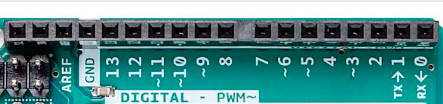 AREF GND 13 12 ~11 ~10 ~9 8 7 ~6 ~5 4 ~3 2 TX→1 RX←0
DIGITAL - PWM~